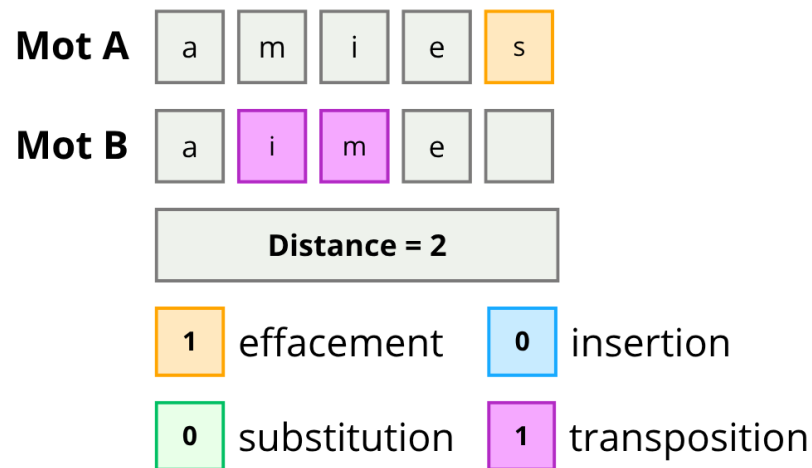 Mot A a m i e s
Mot B a i m e
Distance = 2
1 effacement 0 insertion
0 substitution 1 transposition